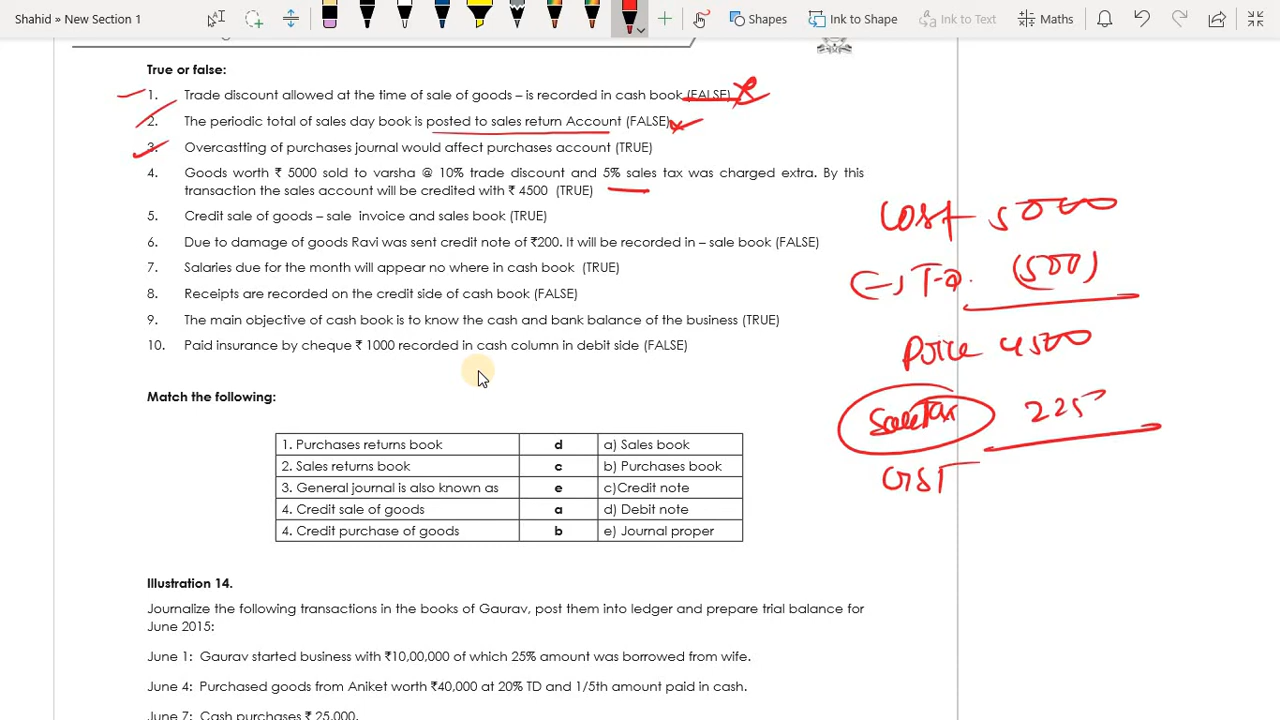 Shahid » New Section 1
Shapes
Ink to Shape
Ink to Text
Maths
True or false:
1. Trade discount allowed at the time of sale of goods – is recorded in cash book (FALSE)
2. The periodic total of sales day book is posted to sales return Account (FALSE)
3. Overcastting of purchases journal would affect purchases account (TRUE)
4. Goods worth ₹ 5000 sold to varsha @ 10% trade discount and 5% sales tax was charged extra. By this
transaction the sales account will be credited with ₹ 4500 (TRUE)
5. Credit sale of goods – sale invoice and sales book (TRUE)
6. Due to damage of goods Ravi was sent credit note of ₹200. It will be recorded in – sale book (FALSE)
7. Salaries due for the month will appear no where in cash book (TRUE)
8. Receipts are recorded on the credit side of cash book (FALSE)
9. The main objective of cash book is to know the cash and bank balance of the business (TRUE)
10. Paid insurance by cheque ₹ 1000 recorded in cash column in debit side (FALSE)
Cost 5000
(-) T.D. (500)
Price 4500
Sale Tax 225
GST
Match the following:
1. Purchases returns book d a) Sales book
2. Sales returns book c b) Purchases book
3. General journal is also known as e c)Credit note
4. Credit sale of goods a d) Debit note
4. Credit purchase of goods b e) Journal proper
Illustration 14.
Journalize the following transactions in the books of Gaurav, post them into ledger and prepare trial balance for
June 2015:
June 1: Gaurav started business with ₹10,00,000 of which 25% amount was borrowed from wife.
June 4: Purchased goods from Aniket worth ₹40,000 at 20% TD and 1/5th amount paid in cash.
June 7: Cash purchases ₹ 25,000.